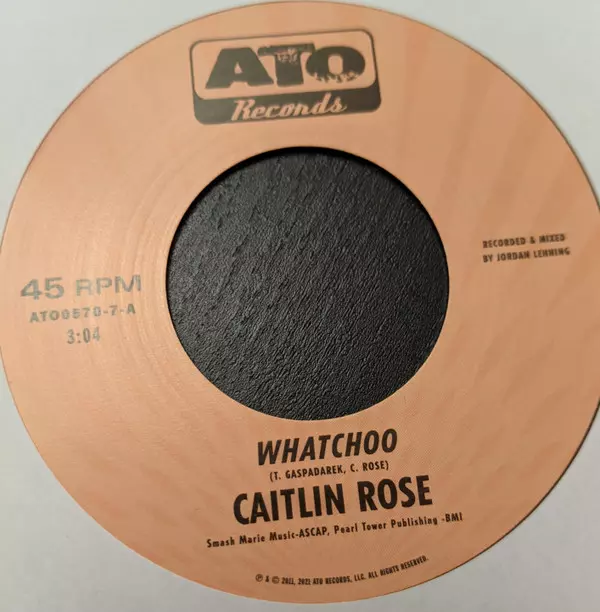 ATO
Records
RECORDED & MIXED
BY JORDAN LEHNING
45 RPM
ATO0570-7-A
3:04
WHATCHOO
(T. GASPADAREK, C. ROSE)
CAITLIN ROSE
Smash Marie Music-ASCAP, Pearl Tower Publishing -BMI
℗ & © 2011, 2021 ATO RECORDS, LLC. ALL RIGHTS RESERVED.